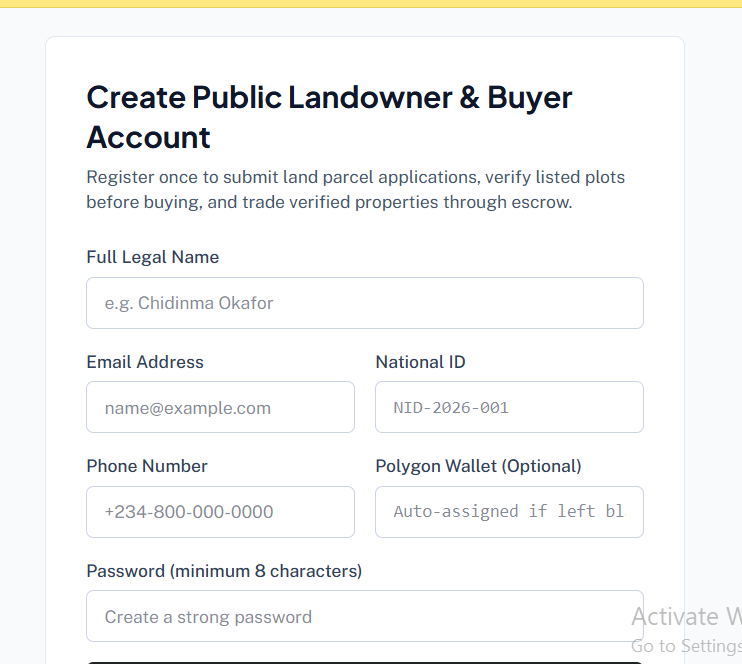 Create Public Landowner & Buyer
Account
Register once to submit land parcel applications, verify listed plots
before buying, and trade verified properties through escrow.
Full Legal Name
e.g. Chidinma Okafor
Email Address
National ID
name@example.com
NID-2026-001
Phone Number
Polygon Wallet (Optional)
+234-800-000-0000
Auto-assigned if left bl
Password (minimum 8 characters)
Create a strong password
Activate W
Go to Settings